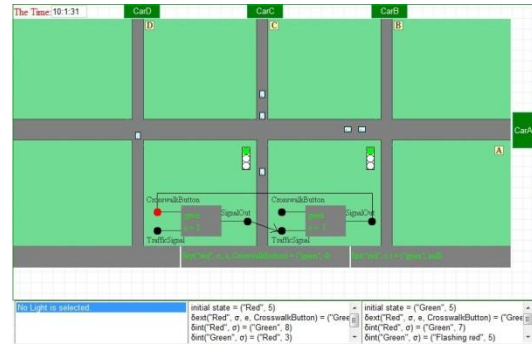 The Time: 10:1:31
CarD
CarC
CarB
D
C
B
CarA
A
CrosswalkButton
CrosswalkButton
green
SignalOut
green
SignalOut
TrafficSignal
TrafficSignal
No Light is selected.
initial state = ("Red", 5)
δext("Red", σ, e, CrosswalkButton) = ("Gree
δint("Red", σ) = ("Green", 8)
δint("Green", σ) = ("Red", 3)
initial state = ("Green", 5)
δext("Red", σ, e, CrosswalkButton) = ("Gree
δint("Red", σ) = ("Green", 7)
δint("Green", σ) = ("Flashing red", 5)